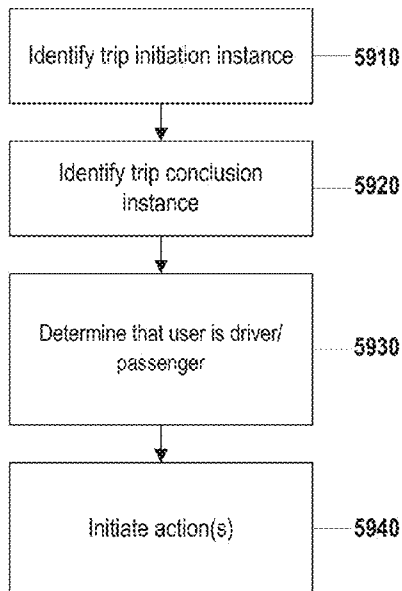 Identify trip initiation instance
5910
Identify trip conclusion
instance
5920
Determine that user is driver/
passenger
5930
Initiate action(s)
5940